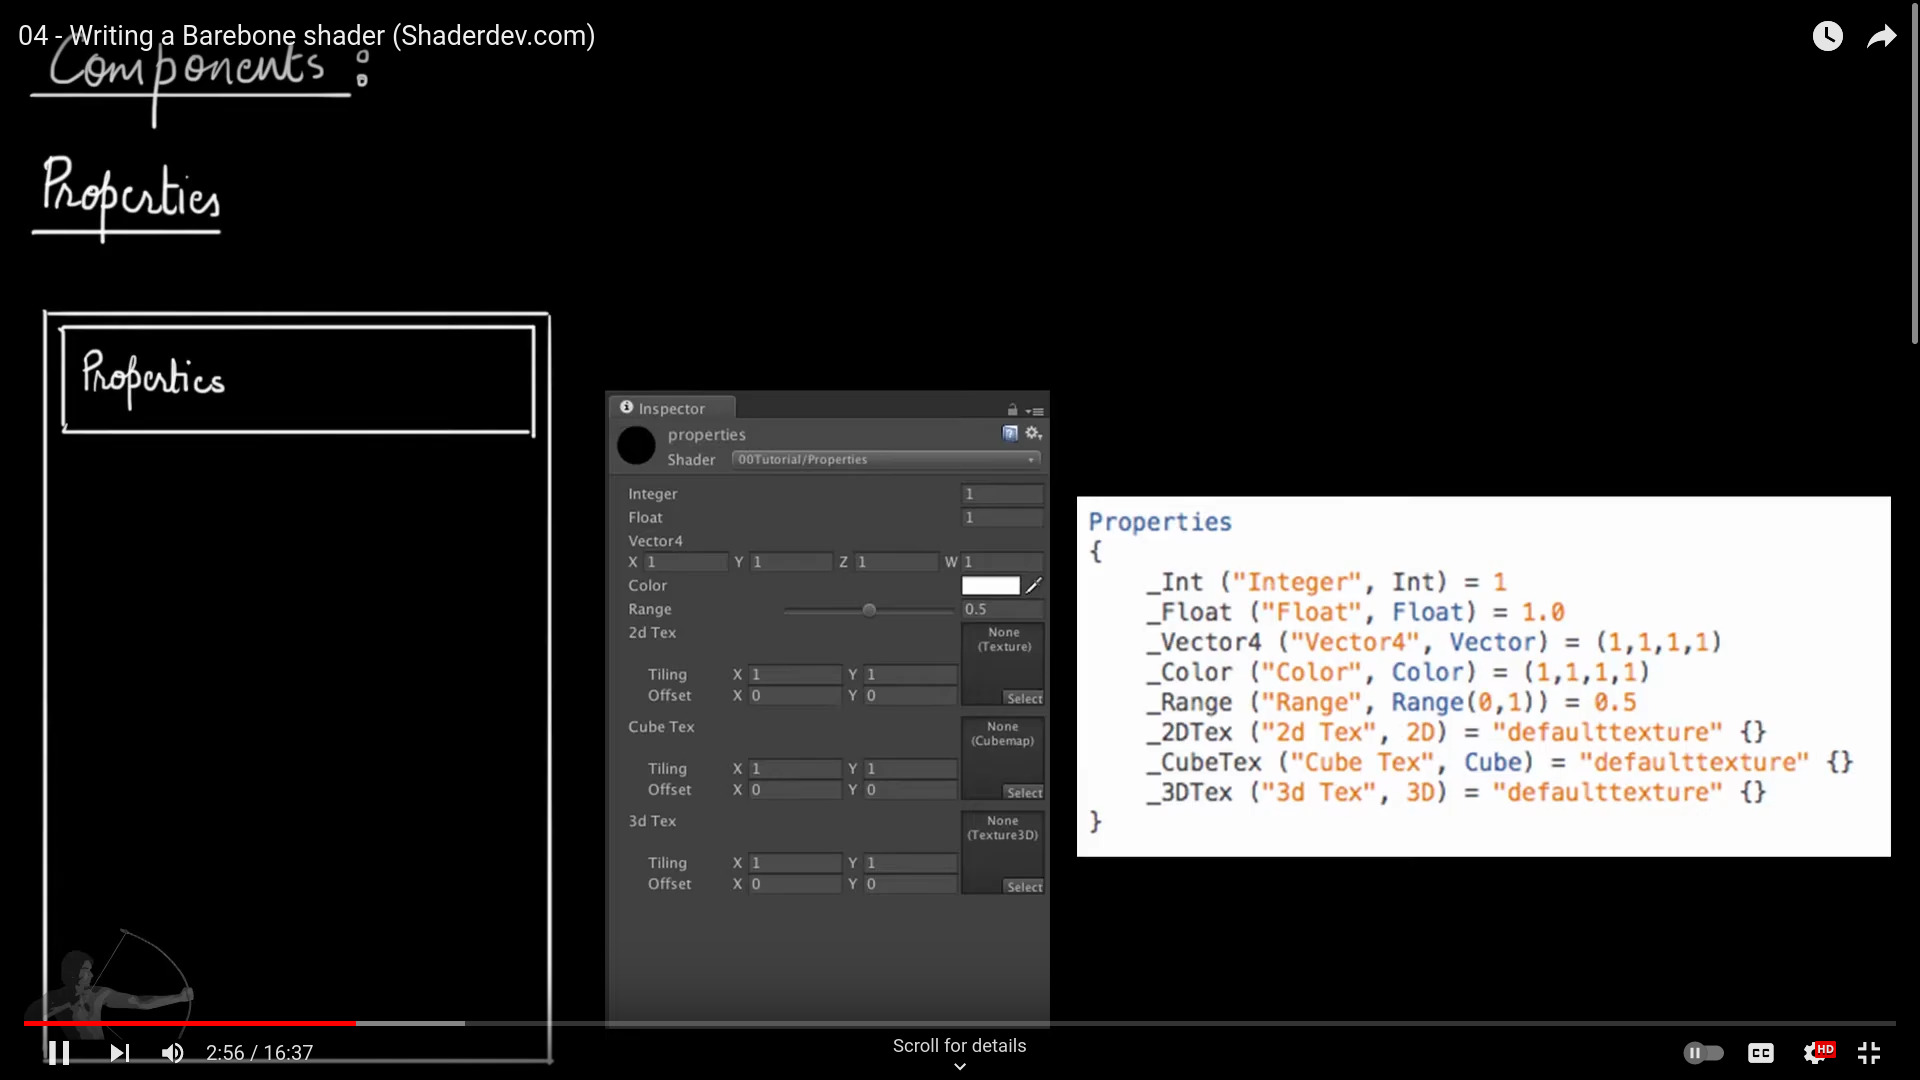 04 - Writing a Barebone shader (Shaderdev.com)
Components :
Properties
Properties
Inspector
properties
Shader 00Tutorial/Properties
Integer 1
Float 1
Vector4
X 1 Y 1 Z 1 W 1
Color
Range 0.5
2d Tex None
(Texture)
Tiling X 1 Y 1
Offset X 0 Y 0 Select
Cube Tex None
(Cubemap)
Tiling X 1 Y 1
Offset X 0 Y 0 Select
3d Tex None
(Texture3D)
Tiling X 1 Y 1
Offset X 0 Y 0 Select
Properties
{
_Int ("Integer", Int) = 1
_Float ("Float", Float) = 1.0
_Vector4 ("Vector4", Vector) = (1,1,1,1)
_Color ("Color", Color) = (1,1,1,1)
_Range ("Range", Range(0,1)) = 0.5
_2DTex ("2d Tex", 2D) = "defaulttexture" {}
_CubeTex ("Cube Tex", Cube) = "defaulttexture" {}
_3DTex ("3d Tex", 3D) = "defaulttexture" {}
}
2:56 / 16:37
Scroll for details
CC
HD